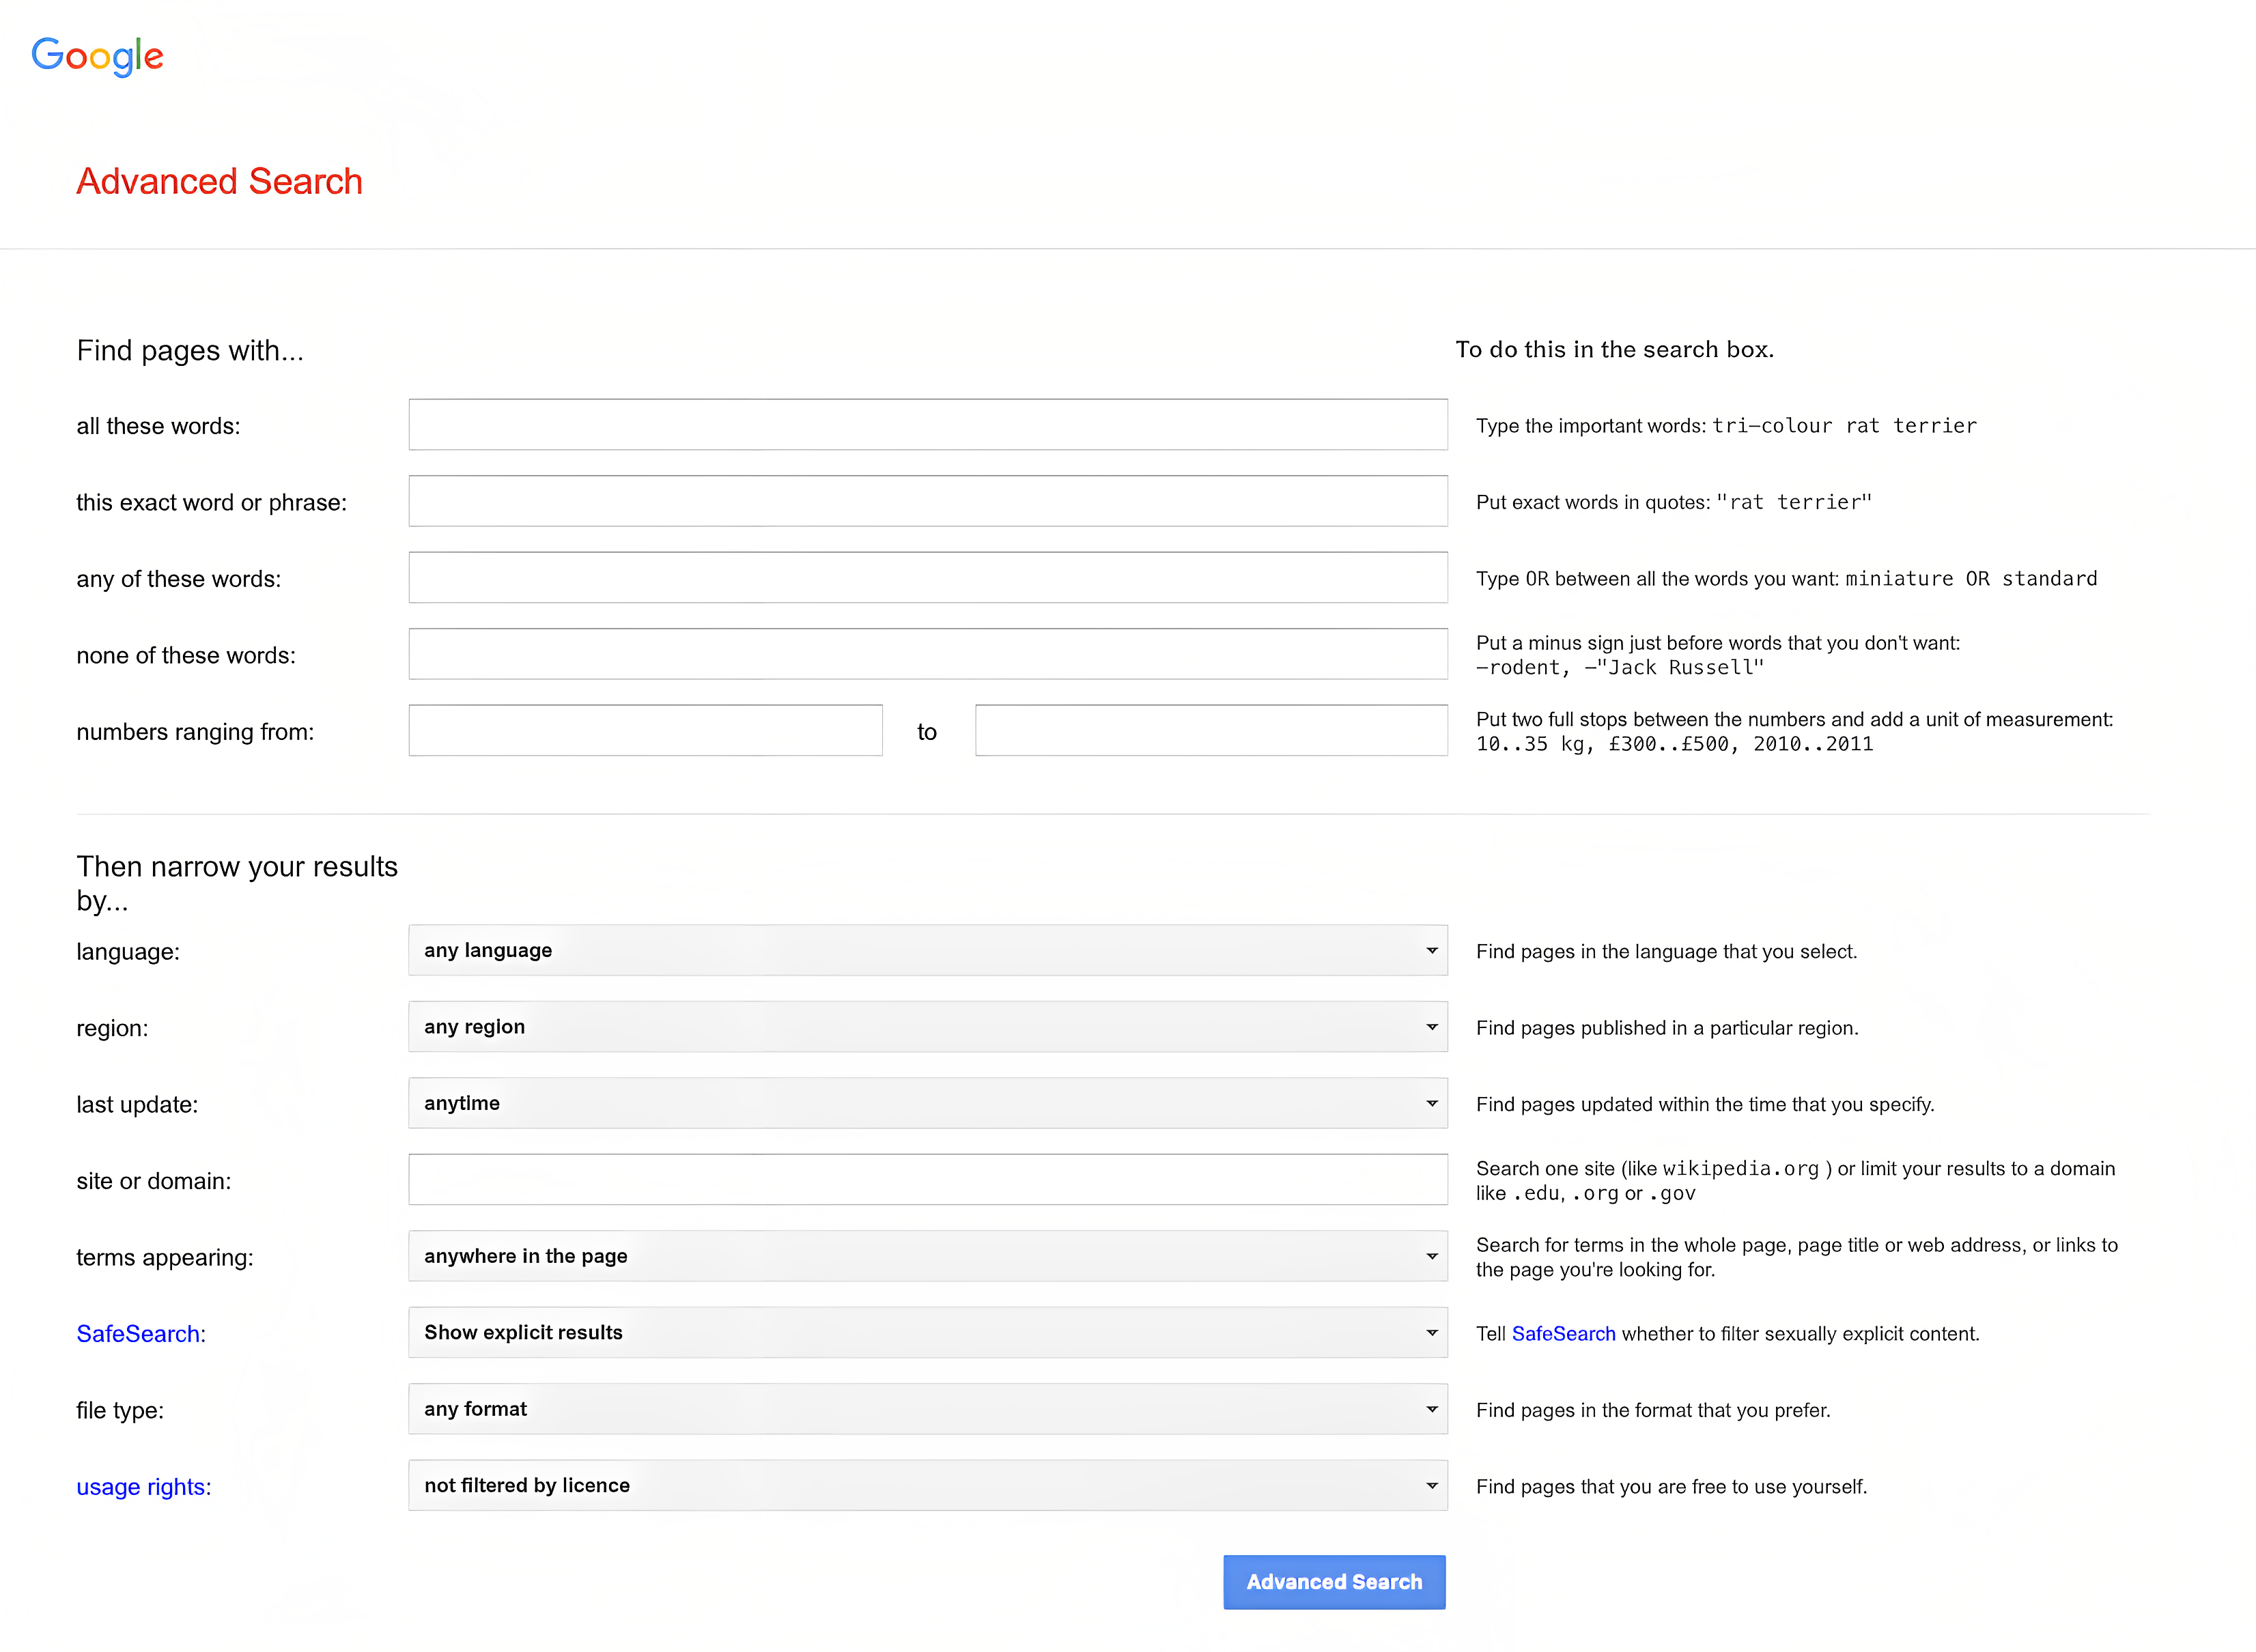 Google
Advanced Search
Find pages with...
To do this in the search box.
all these words:
Type the important words: tri-colour rat terrier
this exact word or phrase:
Put exact words in quotes: "rat terrier"
any of these words:
Type OR between all the words you want: miniature OR standard
none of these words:
Put a minus sign just before words that you don't want:
-rodent, -"Jack Russell"
numbers ranging from:
to
Put two full stops between the numbers and add a unit of measurement:
10..35 kg, £300..£500, 2010..2011
Then narrow your results
by...
language:
any language
Find pages in the language that you select.
region:
any region
Find pages published in a particular region.
last update:
anytime
Find pages updated within the time that you specify.
site or domain:
Search one site (like wikipedia.org ) or limit your results to a domain
like .edu, .org or .gov
terms appearing:
anywhere in the page
Search for terms in the whole page, page title or web address, or links to
the page you're looking for.
SafeSearch:
Show explicit results
Tell SafeSearch whether to filter sexually explicit content.
file type:
any format
Find pages in the format that you prefer.
usage rights:
not filtered by licence
Find pages that you are free to use yourself.
Advanced Search